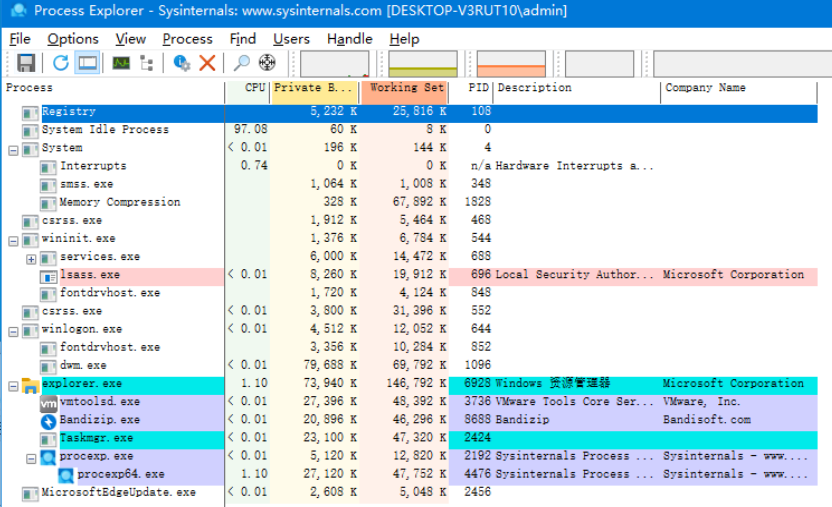 Process Explorer - Sysinternals: www.sysinternals.com [DESKTOP-V3RUT10\admin]
File Options View Process Find Users Handle Help
Process CPU Private B... Working Set PID Description Company Name
Registry 5,232 K 25,816 K 108
System Idle Process 97.08 60 K 8 K 0
System < 0.01 196 K 144 K 4
Interrupts 0.74 0 K 0 K n/a Hardware Interrupts a...
smss.exe 1,064 K 1,008 K 348
Memory Compression 328 K 67,892 K 1828
csrss.exe 1,912 K 5,464 K 468
wininit.exe 1,376 K 6,784 K 544
services.exe 6,000 K 14,472 K 688
lsass.exe < 0.01 8,260 K 19,912 K 696 Local Security Author... Microsoft Corporation
fontdrvhost.exe 1,720 K 4,124 K 848
csrss.exe < 0.01 3,800 K 31,396 K 552
winlogon.exe < 0.01 4,512 K 12,052 K 644
fontdrvhost.exe 3,356 K 10,284 K 852
dwm.exe < 0.01 79,688 K 69,792 K 1096
explorer.exe 1.10 73,940 K 146,792 K 6928 Windows 资源管理器 Microsoft Corporation
vm vmtoolsd.exe < 0.01 27,396 K 48,392 K 3736 VMware Tools Core Ser... VMware, Inc.
Bandizip.exe < 0.01 20,896 K 46,296 K 8688 Bandizip Bandisoft.com
Taskmgr.exe < 0.01 23,100 K 47,320 K 2424
procexp.exe < 0.01 5,120 K 12,820 K 2192 Sysinternals Process ... Sysinternals - www....
procexp64.exe 1.10 27,120 K 47,752 K 4476 Sysinternals Process ... Sysinternals - www....
MicrosoftEdgeUpdate.exe < 0.01 2,608 K 5,048 K 2456